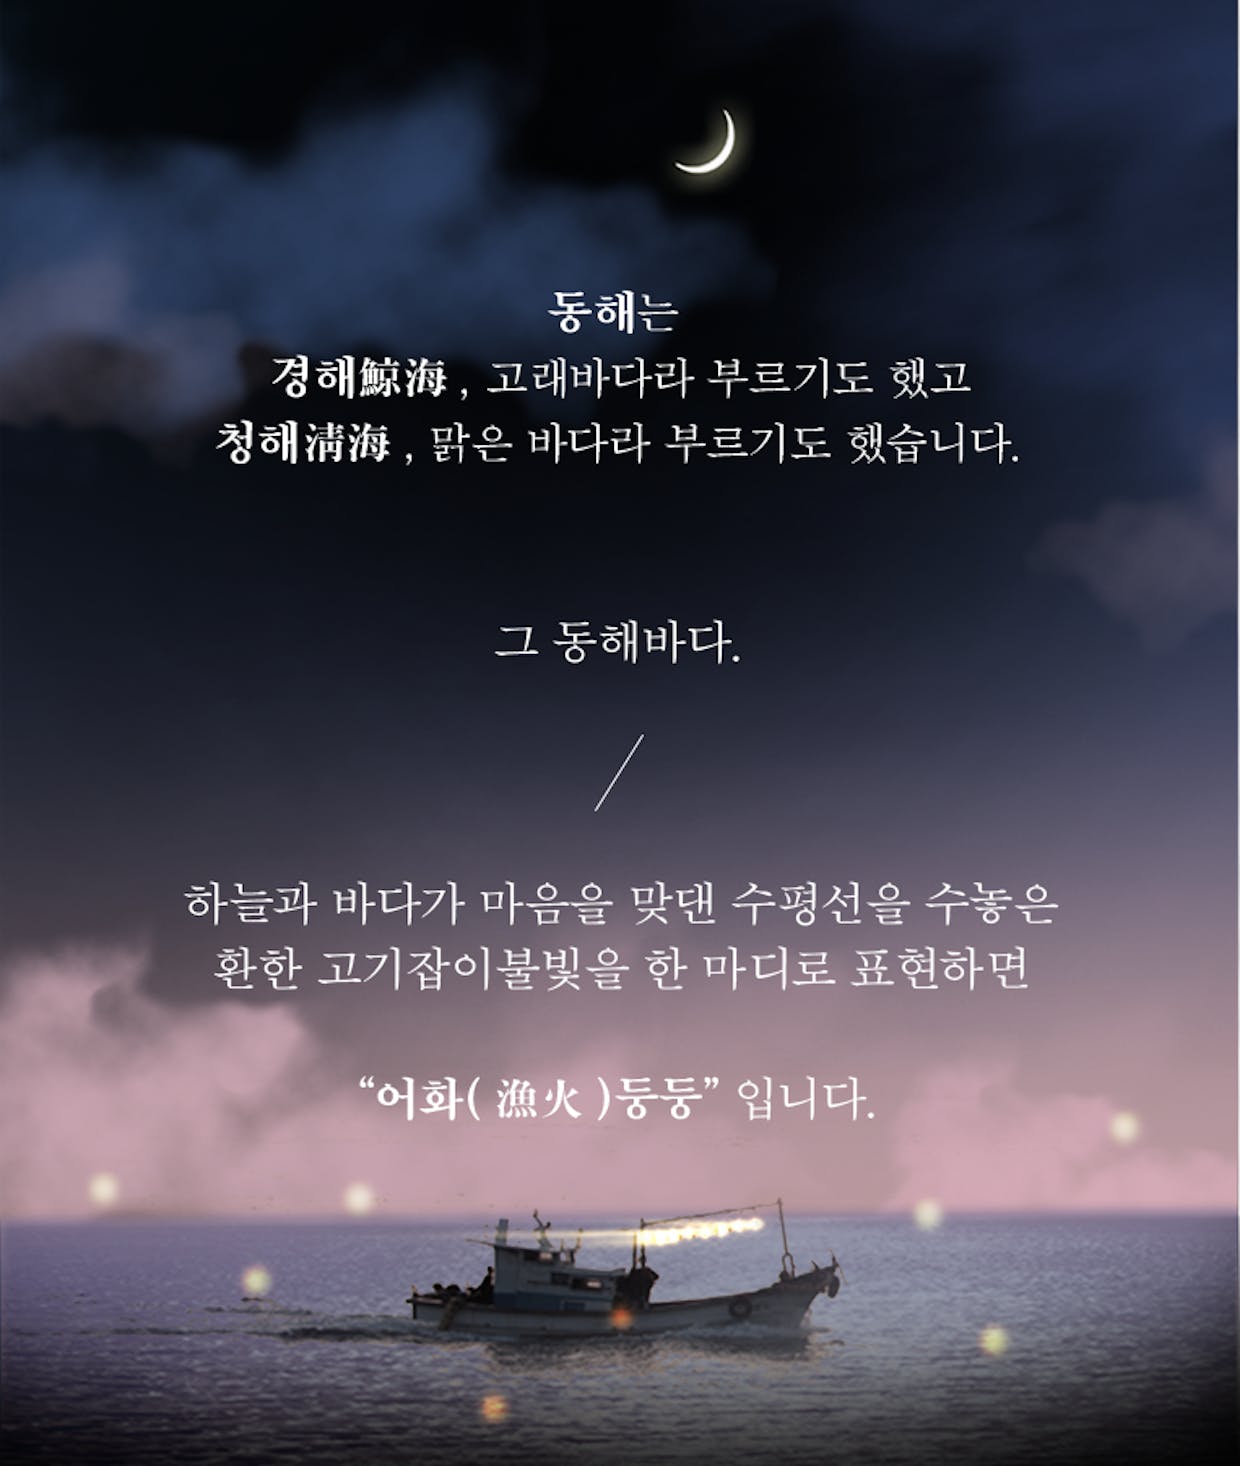 동해는
경해鯨海, 고래바다라 부르기도 했고
청해淸海, 맑은 바다라 부르기도 했습니다.
그 동해바다.
/
하늘과 바다가 마음을 맞댄 수평선을 수놓은
환한 고기잡이불빛을 한 마디로 표현하면
“어화( 漁火 )둥둥” 입니다.